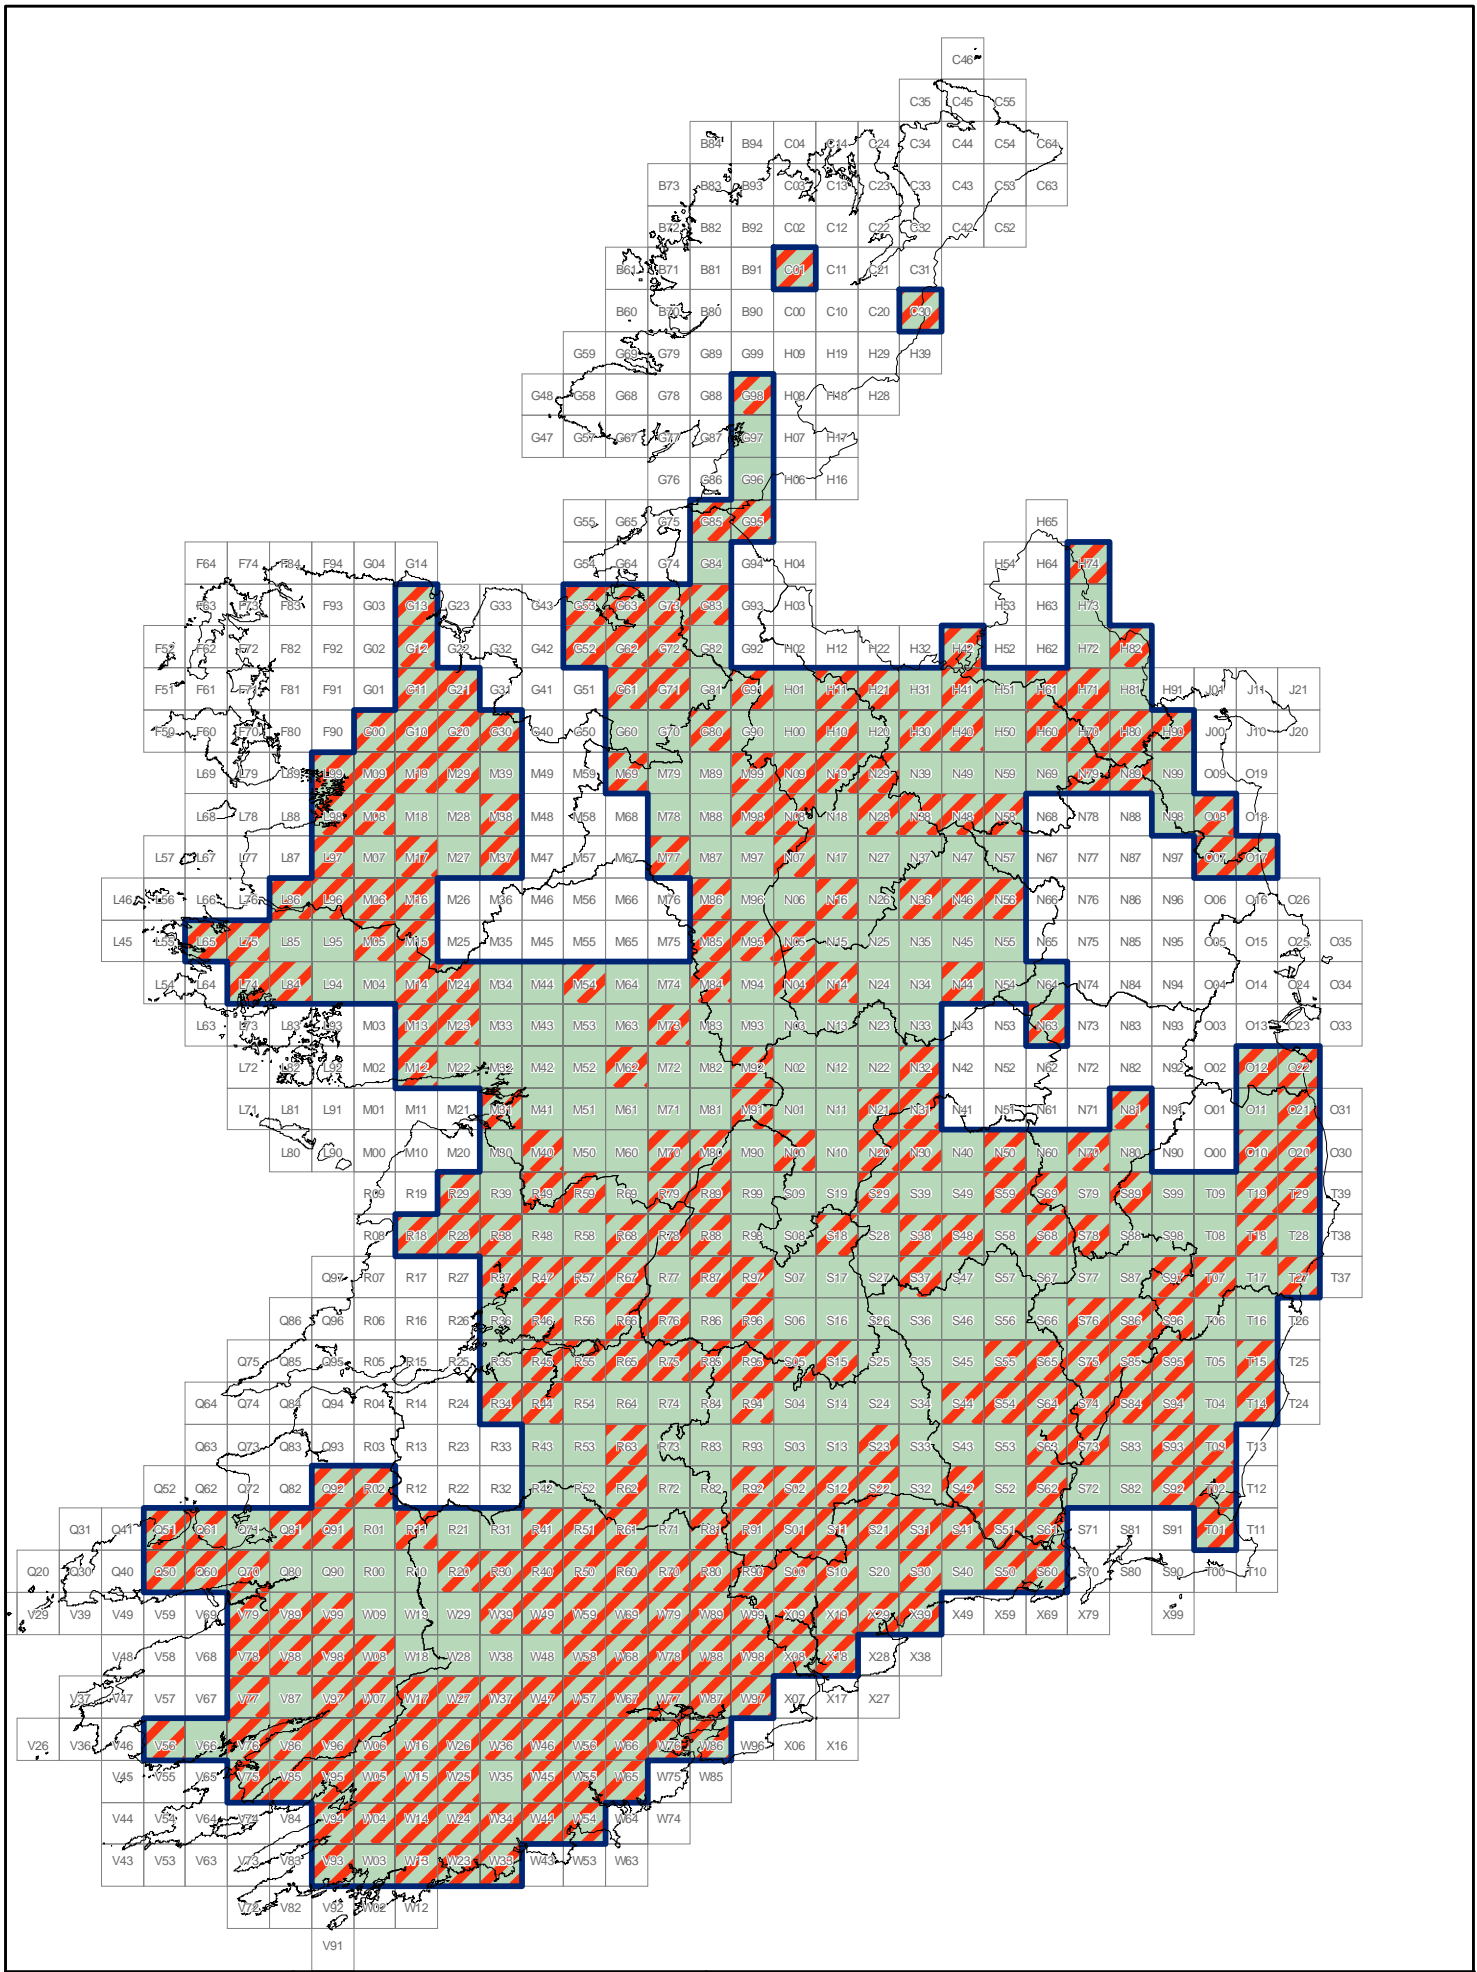 C46
C35 C45 C55
B84 B94 C04 C14 C24 C34 C44 C54 C64
B73 B83 B93 C03 C13 C23 C33 C43 C53 C63
B72 B82 B92 C02 C12 C22 C32 C42 C52
B61 B71 B81 B91 C01 C11 C21 C31
B60 B70 B80 B90 C00 C10 C20 C30
G59 G69 G79 G89 G99 H09 H19 H29 H39
G48 G58 G68 G78 G88 G98 H08 H18 H28
G47 G57 G67 G77 G87 G97 H07 H17
G76 G86 G96 H06 H16
G55 G65 G75 G85 G95 H65
F64 F74 F84 F94 G04 G14 G54 G64 G74 G84 G94 H04 H54 H64 H74
F63 F73 F83 F93 G03 G13 G23 G33 G43 G53 G63 G73 G83 G93 H03 H53 H63 H73
F52 F62 F72 F82 F92 G02 G12 G22 G32 G42 G52 G62 G72 G82 G92 H02 H12 H22 H32 H42 H52 H62 H72 H82
F51 F61 F71 F81 F91 G01 G11 G21 G31 G41 G51 G61 G71 G81 G91 H01 H11 H21 H31 H41 H51 H61 H71 H81 H91 J01 J11 J21
F50 F60 F70 F80 F90 G00 G10 G20 G30 G40 G50 G60 G70 G80 G90 H00 H10 H20 H30 H40 H50 H60 H70 H80 H90 J00 J10 J20
L69 L79 L89 L99 M09 M19 M29 M39 M49 M59 M69 M79 M89 M99 N09 N19 N29 N39 N49 N59 N69 N79 N89 N99 O09 O19
L68 L78 L88 L98 M08 M18 M28 M38 M48 M58 M68 M78 M88 M98 N08 N18 N28 N38 N48 N58 N68 N78 N88 N98 O08 O18
L57 L67 L77 L87 L97 M07 M17 M27 M37 M47 M57 M67 M77 M87 M97 N07 N17 N27 N37 N47 N57 N67 N77 N87 N97 O07 O17
L46 L56 L66 L76 L86 L96 M06 M16 M26 M36 M46 M56 M66 M76 M86 M96 N06 N16 N26 N36 N46 N56 N66 N76 N86 N96 O06 O16 O26
L45 L55 L65 L75 L85 L95 M05 M15 M25 M35 M45 M55 M65 M75 M85 M95 N05 N15 N25 N35 N45 N55 N65 N75 N85 N95 O05 O15 O25 O35
L54 L64 L74 L84 L94 M04 M14 M24 M34 M44 M54 M64 M74 M84 M94 N04 N14 N24 N34 N44 N54 N64 N74 N84 N94 O04 O14 O24 O34
L63 L73 L83 L93 M03 M13 M23 M33 M43 M53 M63 M73 M83 M93 N03 N13 N23 N33 N43 N53 N63 N73 N83 N93 O03 O13 O23 O33
L72 L82 L92 M02 M12 M22 M32 M42 M52 M62 M72 M82 M92 N02 N12 N22 N32 N42 N52 N62 N72 N82 N92 O02 O12 O22
L71 L81 L91 M01 M11 M21 M31 M41 M51 M61 M71 M81 M91 N01 N11 N21 N31 N41 N51 N61 N71 N81 N91 O01 O11 O21 O31
L80 L90 M00 M10 M20 M30 M40 M50 M60 M70 M80 M90 N00 N10 N20 N30 N40 N50 N60 N70 N80 N90 O00 O10 O20 O30
R09 R19 R29 R39 R49 R59 R69 R79 R89 R99 S09 S19 S29 S39 S49 S59 S69 S79 S89 S99 T09 T19 T29 T39
R08 R18 R28 R38 R48 R58 R68 R78 R88 R98 S08 S18 S28 S38 S48 S58 S68 S78 S88 S98 T08 T18 T28 T38
Q97 R07 R17 R27 R37 R47 R57 R67 R77 R87 R97 S07 S17 S27 S37 S47 S57 S67 S77 S87 S97 T07 T17 T27 T37
Q86 Q96 R06 R16 R26 R36 R46 R56 R66 R76 R86 R96 S06 S16 S26 S36 S46 S56 S66 S76 S86 S96 T06 T16 T26
Q75 Q85 Q95 R05 R15 R25 R35 R45 R55 R65 R75 R85 R95 S05 S15 S25 S35 S45 S55 S65 S75 S85 S95 T05 T15 T25
Q64 Q74 Q84 Q94 R04 R14 R24 R34 R44 R54 R64 R74 R84 R94 S04 S14 S24 S34 S44 S54 S64 S74 S84 S94 T04 T14 T24
Q63 Q73 Q83 Q93 R03 R13 R23 R33 R43 R53 R63 R73 R83 R93 S03 S13 S23 S33 S43 S53 S63 S73 S83 S93 T03 T13
Q52 Q62 Q72 Q82 Q92 R02 R12 R22 R32 R42 R52 R62 R72 R82 R92 S02 S12 S22 S32 S42 S52 S62 S72 S82 S92 T02 T12
Q31 Q41 Q51 Q61 Q71 Q81 Q91 R01 R11 R21 R31 R41 R51 R61 R71 R81 R91 S01 S11 S21 S31 S41 S51 S61 S71 S81 S91 T01 T11
Q20 Q30 Q40 Q50 Q60 Q70 Q80 Q90 R00 R10 R20 R30 R40 R50 R60 R70 R80 R90 S00 S10 S20 S30 S40 S50 S60 S70 S80 S90 T00 T10
V29 V39 V49 V59 V69 V79 V89 V99 W09 W19 W29 W39 W49 W59 W69 W79 W89 W99 X09 X19 X29 X39 X49 X59 X69 X79 X99
V48 V58 V68 V78 V88 V98 W08 W18 W28 W38 W48 W58 W68 W78 W88 W98 X08 X18 X28 X38
V37 V47 V57 V67 V77 V87 V97 W07 W17 W27 W37 W47 W57 W67 W77 W87 W97 X07 X17 X27
V26 V36 V46 V56 V66 V76 V86 V96 W06 W16 W26 W36 W46 W56 W66 W76 W86 W96 X06 X16
V45 V55 V65 V75 V85 V95 W05 W15 W25 W35 W45 W55 W65 W75 W85
V44 V54 V64 V74 V84 V94 W04 W14 W24 W34 W44 W54 W64 W74
V43 V53 V63 V73 V83 V93 W03 W13 W23 W33 W43 W53 W63
V72 V82 V92 W02 W12
V91